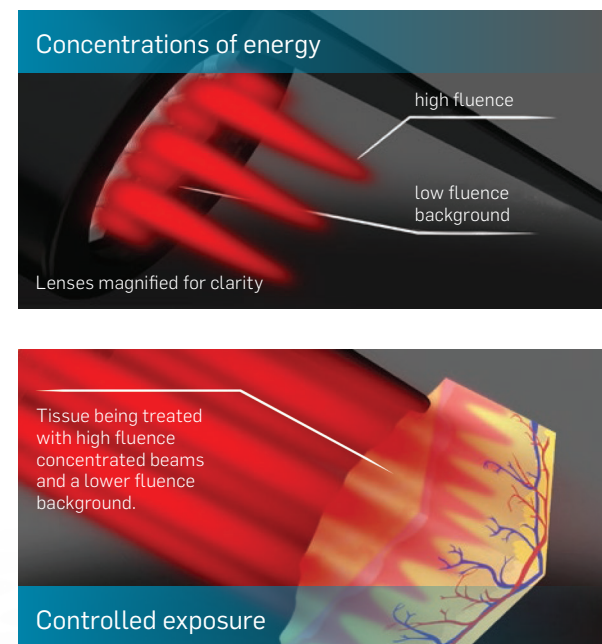 Concentrations of energy
high fluence
low fluence
background
Lenses magnified for clarity
Tissue being treated
with high fluence
concentrated beams
and a lower fluence
background.
Controlled exposure